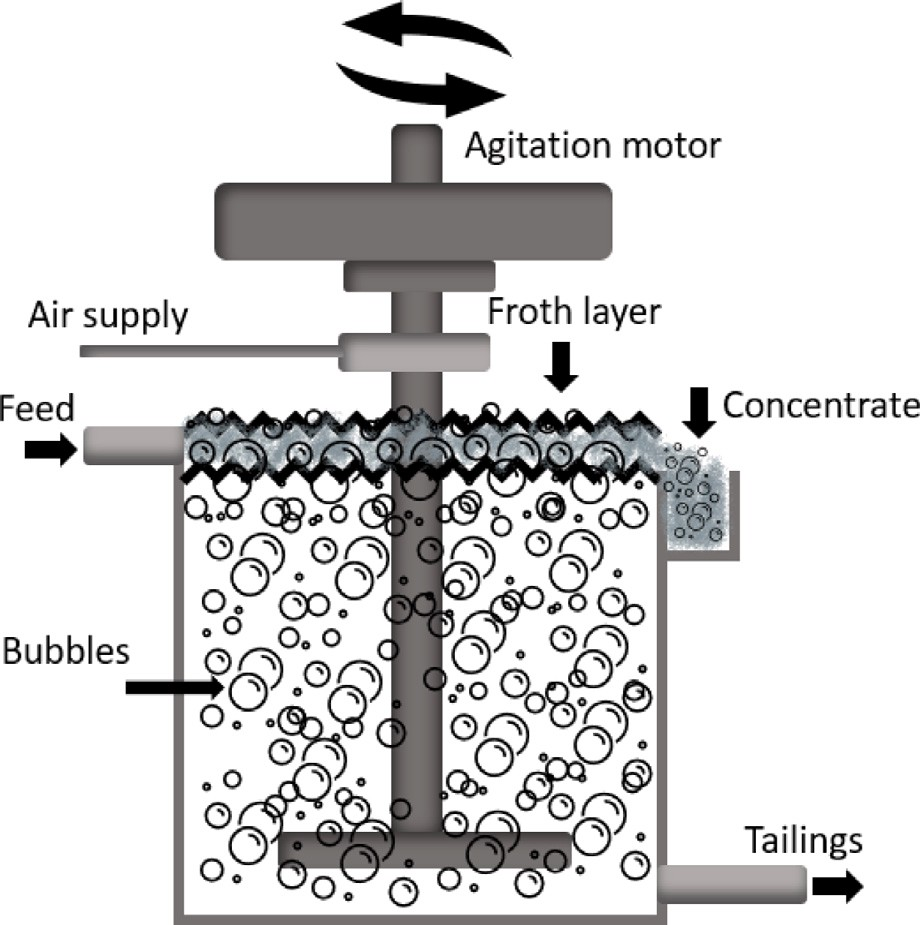 Agitation motor
Air supply
Froth layer
Feed
Concentrate
Bubbles
Tailings